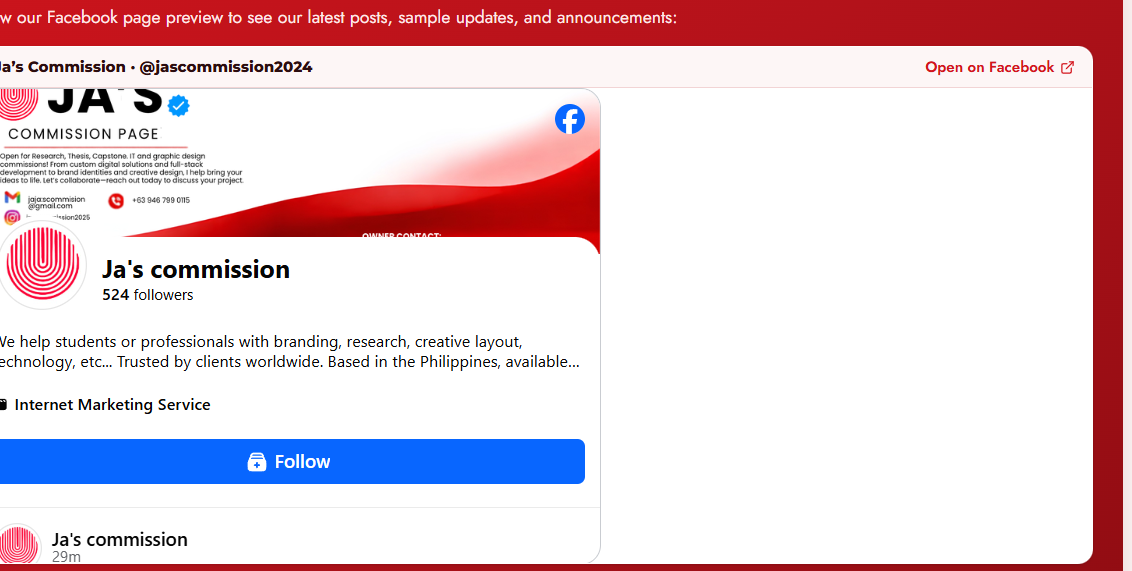 w our Facebook page preview to see our latest posts, sample updates, and announcements:
Ja's Commission • @jascommission2024
Open on Facebook
JA'S
COMMISSION PAGE
Open for Research, Thesis, Capstone. IT and graphic design
commissions! From custom digital solutions and full-stack
development to brand identities and creative design, I help bring your
ideas to life. Let's collaborate—reach out today to discuss your project.
jajascommision
@gmail.com
+63 946 799 0115
mission2025
OWNER CONTACT:
Ja's commission
524 followers
We help students or professionals with branding, research, creative layout,
echnology, etc... Trusted by clients worldwide. Based in the Philippines, available...
Internet Marketing Service
Follow
Ja's commission
29m